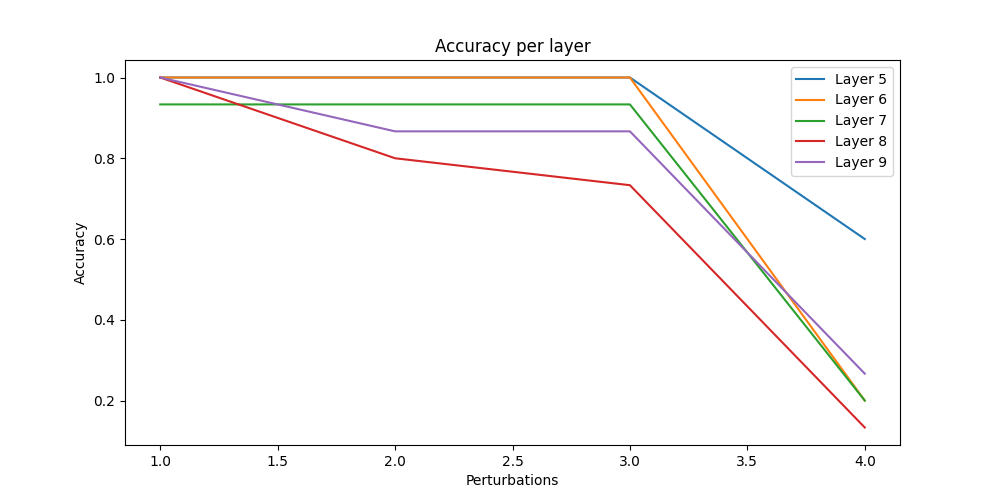 Accuracy per layer
Accuracy
1.0
0.8
0.6
0.4
0.2
Layer 5
Layer 6
Layer 7
Layer 8
Layer 9
1.0 1.5 2.0 2.5 3.0 3.5 4.0
Perturbations